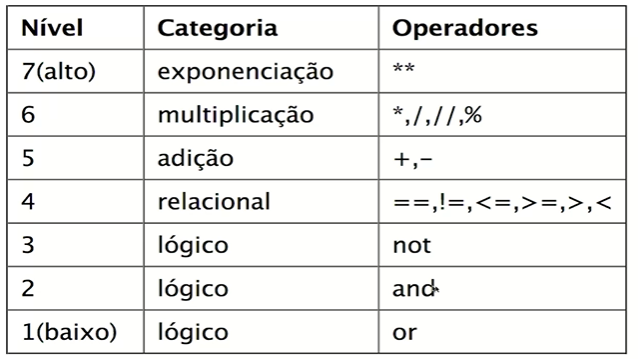 Nível Categoria Operadores
7(alto) exponenciação **
6 multiplicação *,/,//,%
5 adição +,-
4 relacional ==,!=,<=,>=,>,<
3 lógico not
2 lógico and
1(baixo) lógico or